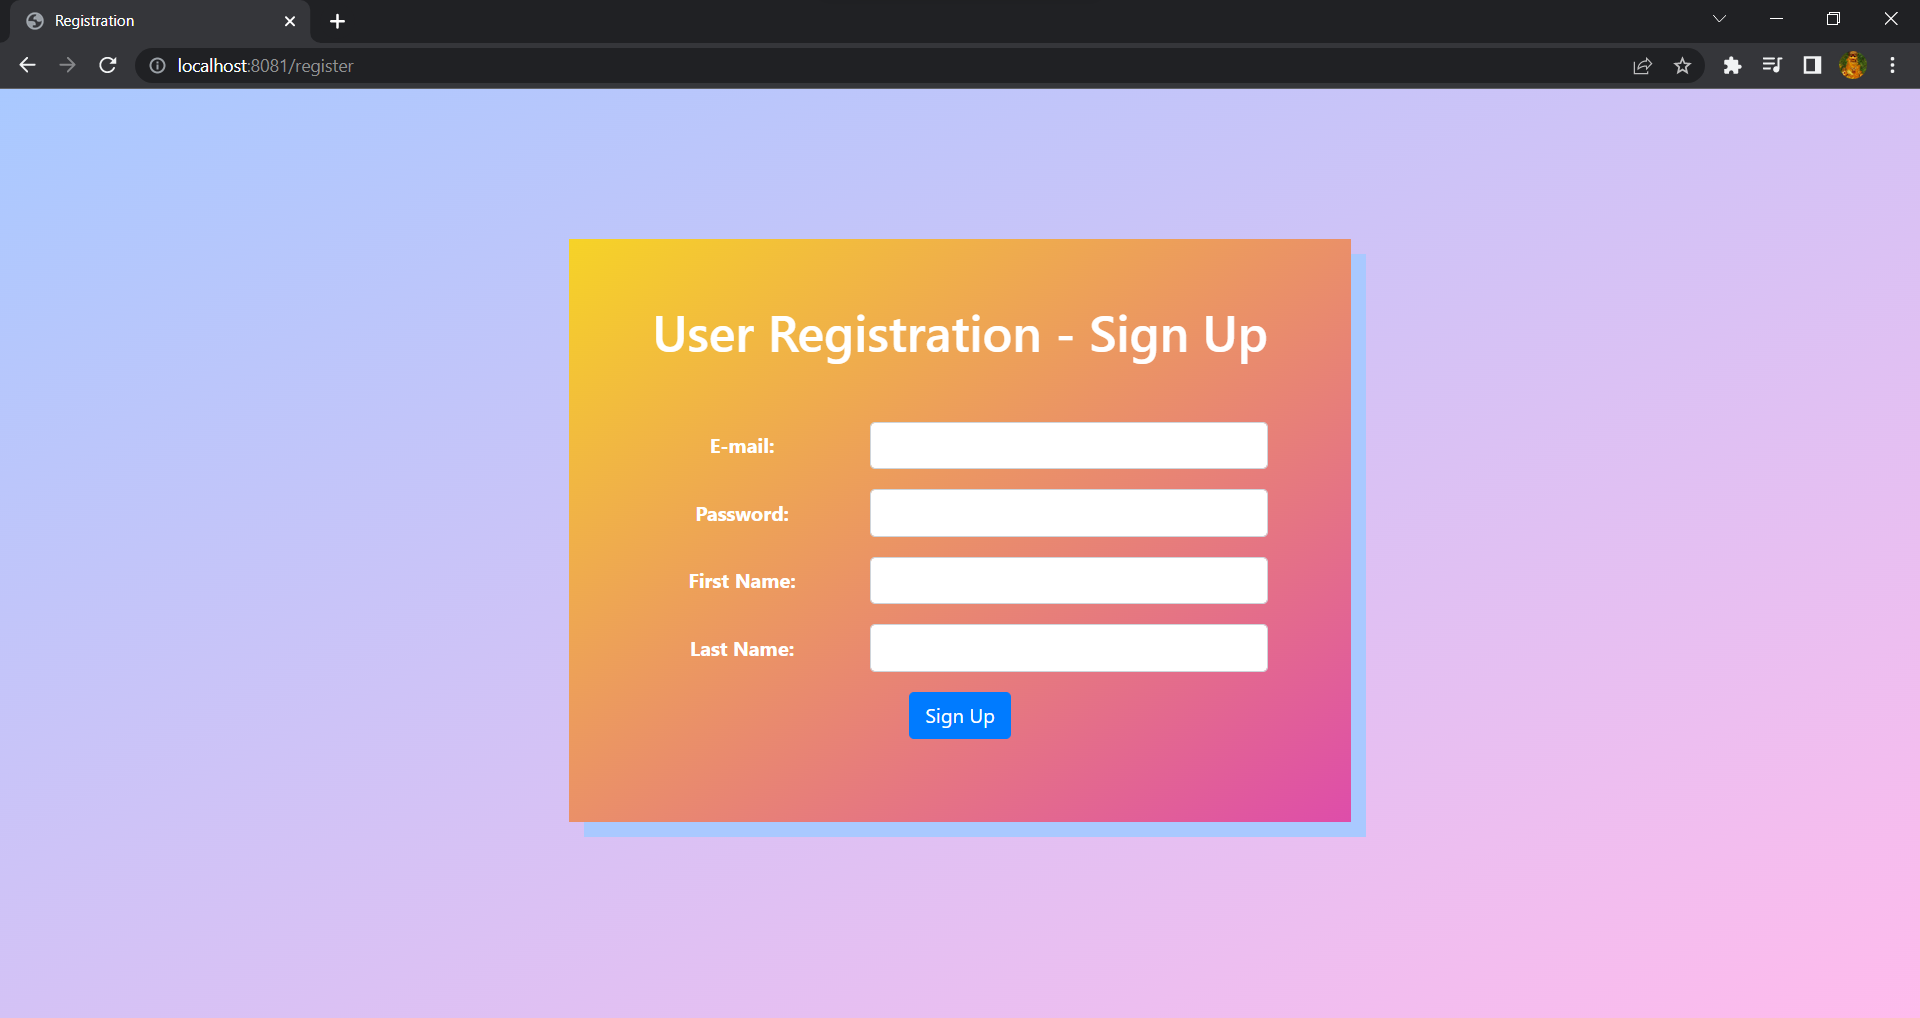 Registration
localhost:8081/register
User Registration - Sign Up
E-mail:
Password:
First Name:
Last Name:
Sign Up